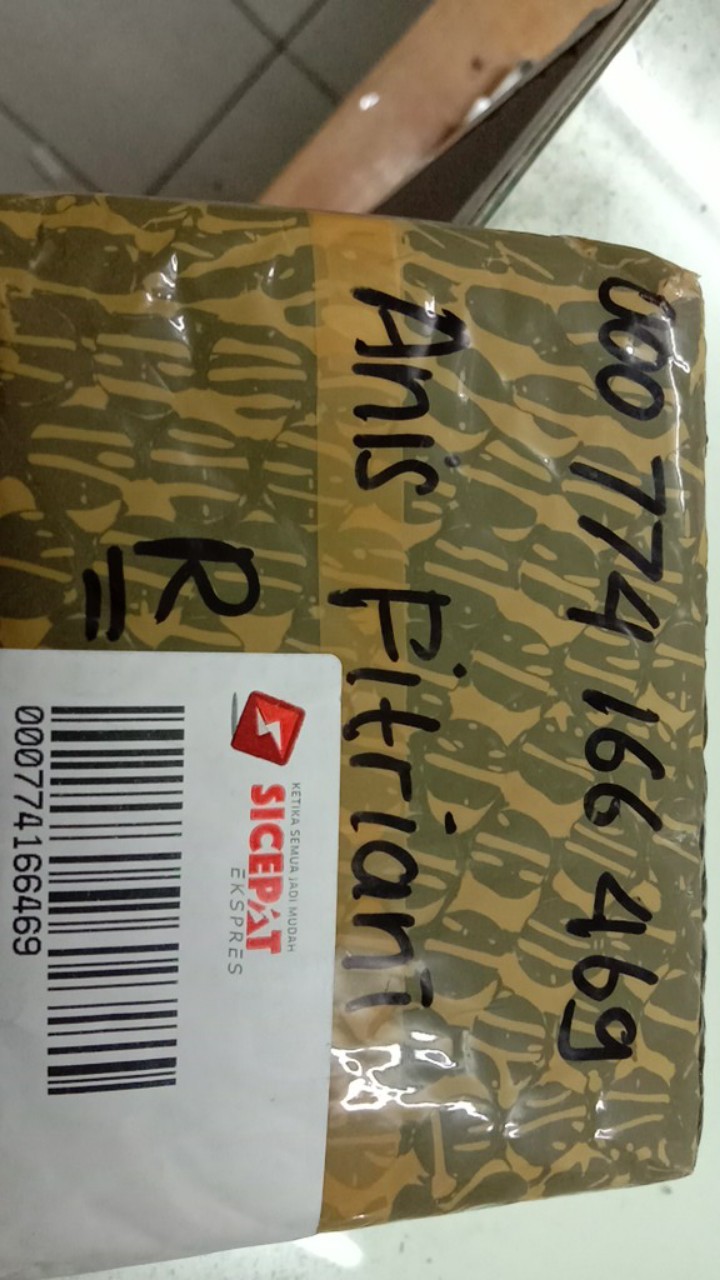 000 774 166 469
Anis Fitriani
R
KETIKA SEMUA JADI MUDAH
SICEPAT
EKSPRES
000774166469